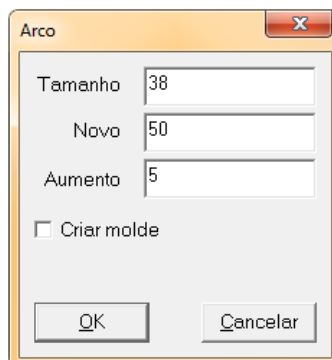 Arco
Tamanho 38
Novo 50
Aumento 5
Criar molde
OK Cancelar